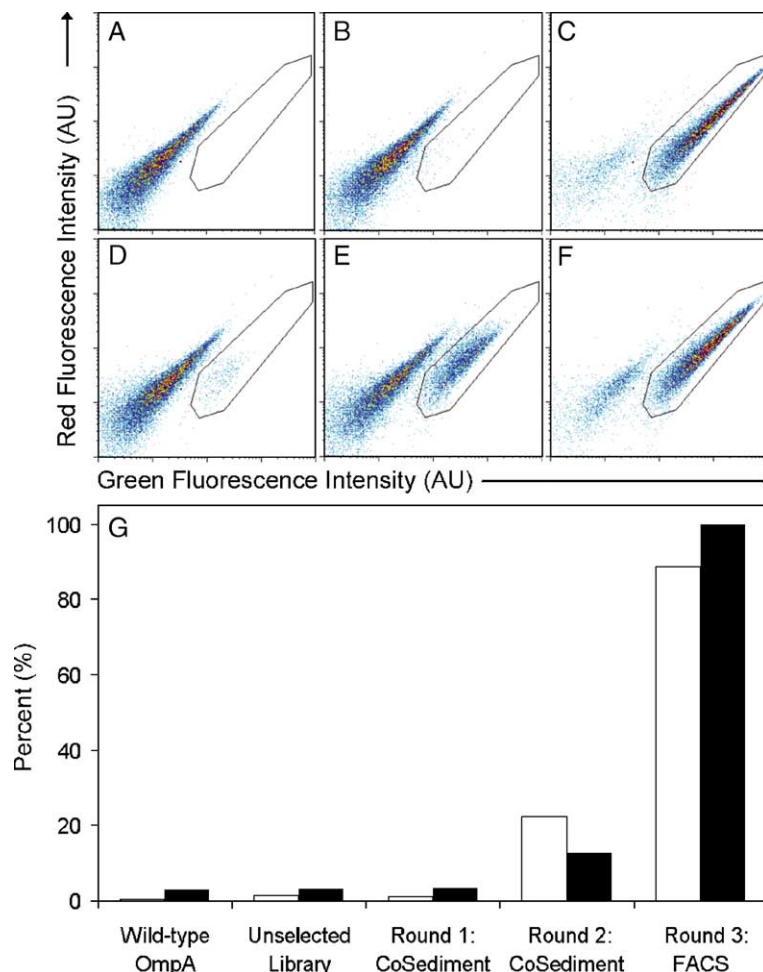 A
B
C
D
E
F
Red Fluorescence Intensity (AU)
Green Fluorescence Intensity (AU)
G
Percent (%)
100
80
60
40
20
0
Wild-type
OmpA
Unselected
Library
Round 1:
CoSediment
Round 2:
CoSediment
Round 3:
FACS